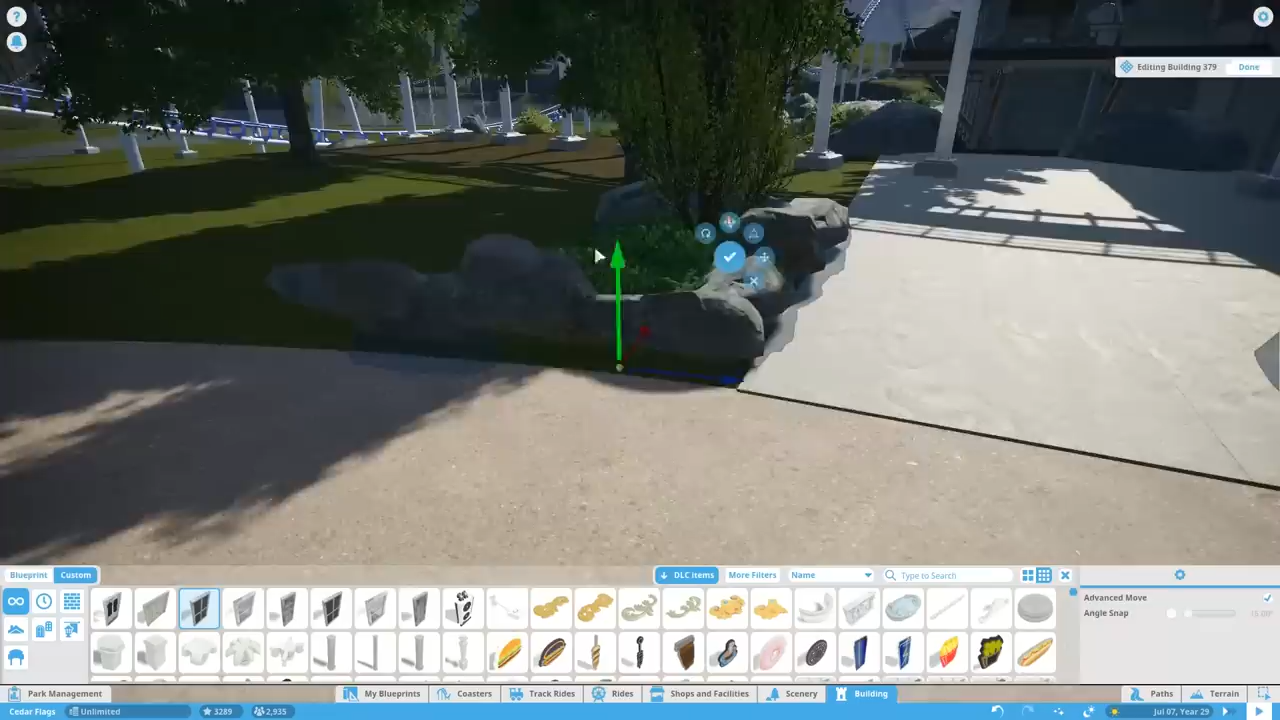 ?
Editing Building 379 Done
Blueprint Custom DLC Items More Filters Name Type to Search
Advanced Move
Angle Snap
Park Management My Blueprints Coasters Track Rides Rides Shops and Facilities Scenery Building Paths Terrain
Cedar Flags Unlimited 3289 2,935 Jul 07, Year 29